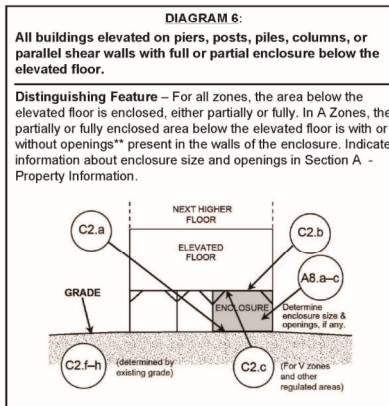 DIAGRAM 6:
All buildings elevated on piers, posts, piles, columns, or
parallel shear walls with full or partial enclosure below the
elevated floor.
Distinguishing Feature – For all zones, the area below the
elevated floor is enclosed, either partially or fully. In A Zones, the
partially or fully enclosed area below the elevated floor is with or
without openings** present in the walls of the enclosure. Indicate
information about enclosure size and openings in Section A -
Property Information.
NEXT HIGHER
FLOOR
C2.a
C2.b
ELEVATED
FLOOR
A8.a–c
GRADE
ENCLOSURE
Determine
enclosure size &
openings, if any.
C2.f–h
(determined by
existing grade)
C2.c
(For V zones
and other
regulated areas)